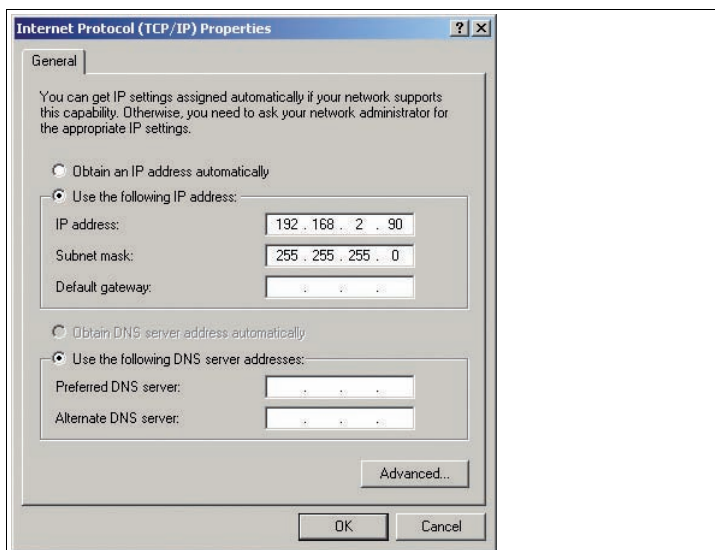 Internet Protocol (TCP/IP) Properties
General
You can get IP settings assigned automatically if your network supports
this capability. Otherwise, you need to ask your network administrator for
the appropriate IP settings.
Obtain an IP address automatically
Use the following IP address:
IP address: 192 . 168 . 2 . 90
Subnet mask: 255 . 255 . 255 . 0
Default gateway: . . .
Obtain DNS server address automatically
Use the following DNS server addresses:
Preferred DNS server: . . .
Alternate DNS server: . . .
Advanced...
OK Cancel